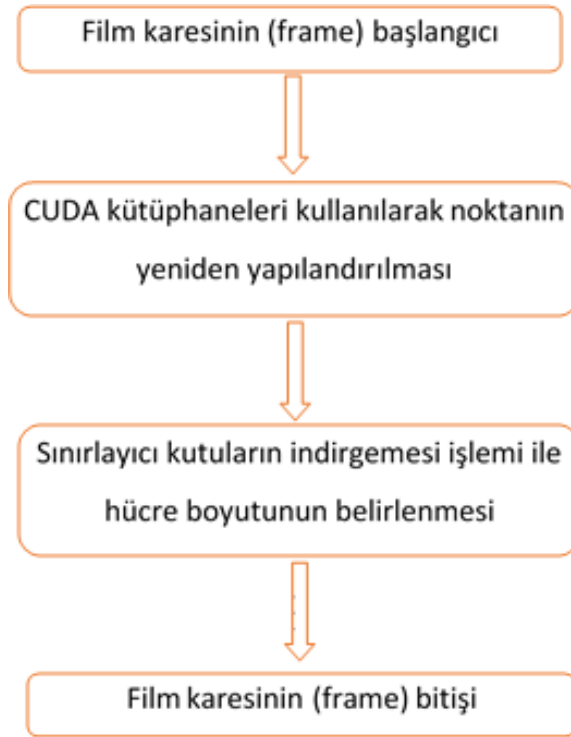 Film karesinin (frame) başlangıcı
CUDA kütüphaneleri kullanılarak noktanın
yeniden yapılandırılması
Sınırlayıcı kutuların indirgemesi işlemi ile
hücre boyutunun belirlenmesi
Film karesinin (frame) bitişi